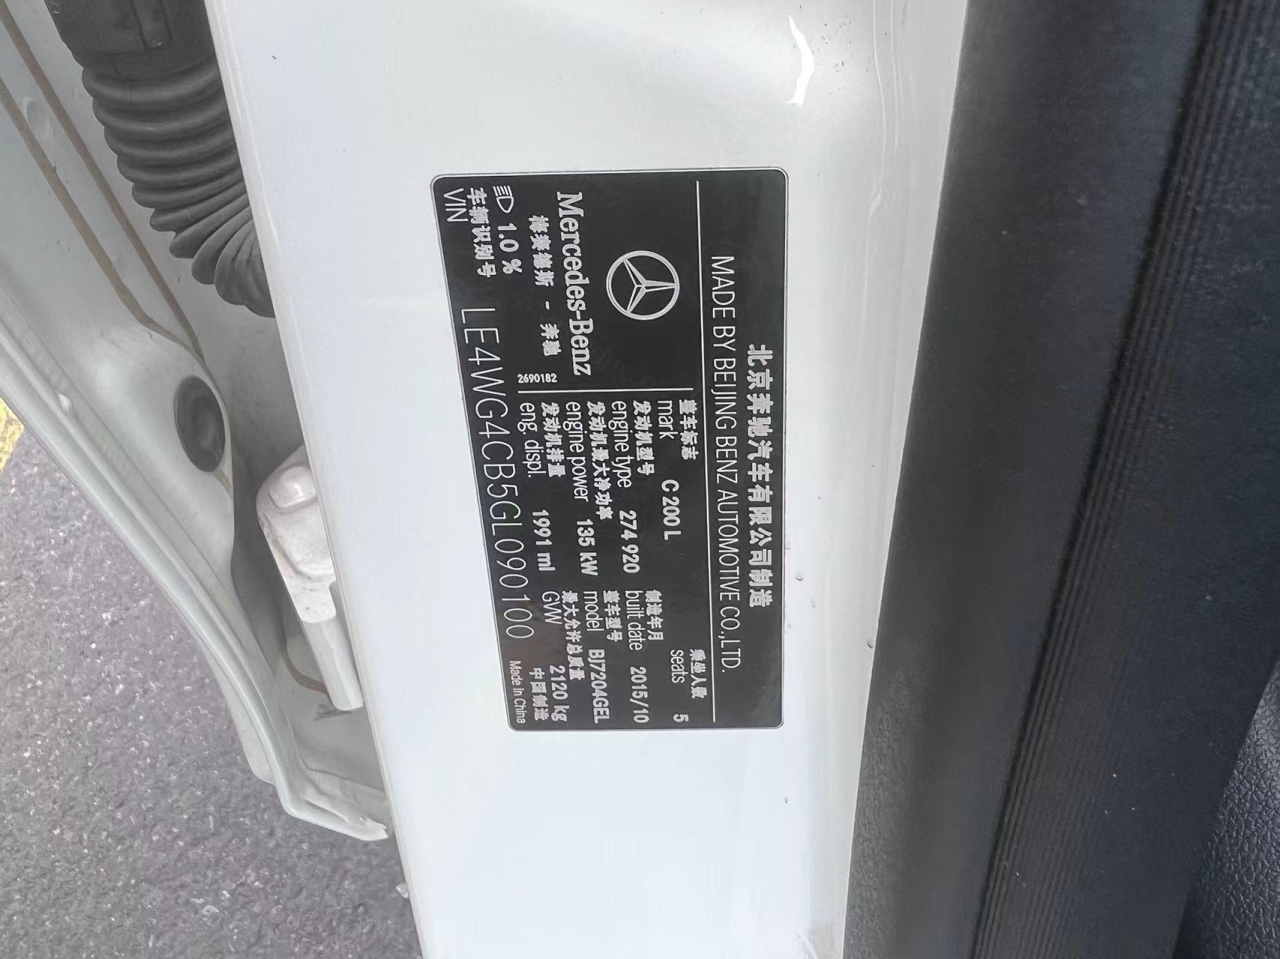 北京奔驰汽车有限公司制造
MADE BY BEIJING BENZ AUTOMOTIVE CO.,LTD.
Mercedes-Benz
梅赛德斯 - 奔驰
1.0 %
2690182
整车标志
mark C 200 L
乘坐人数
seats 5
发动机型号
engine type 274 920
制造年月
built date 2015/10
发动机最大净功率
engine power 135 kW
整车型号
model BJ7204GEL
发动机排量
eng. displ. 1991 ml
最大允许总质量
GVW 2120 kg
车辆识别号
VIN LE4WG4CB5GL090100
中国制造
Made in China